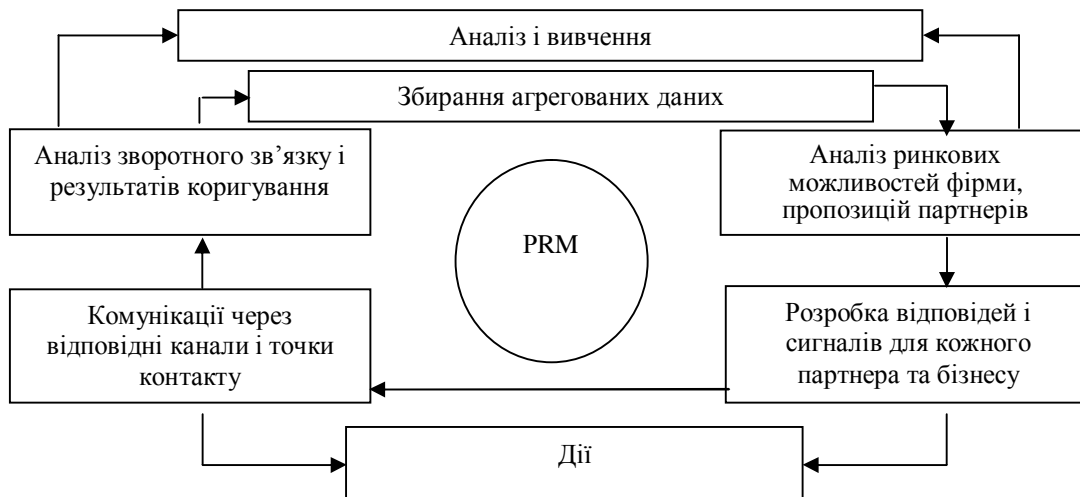 Аналіз і вивчення
Збирання агрегованих даних
Аналіз зворотного зв’язку і
результатів коригування
Аналіз ринкових
можливостей фірми,
пропозицій партнерів
PRM
Комунікації через
відповідні канали і точки
контакту
Розробка відповідей і
сигналів для кожного
партнера та бізнесу
Дії